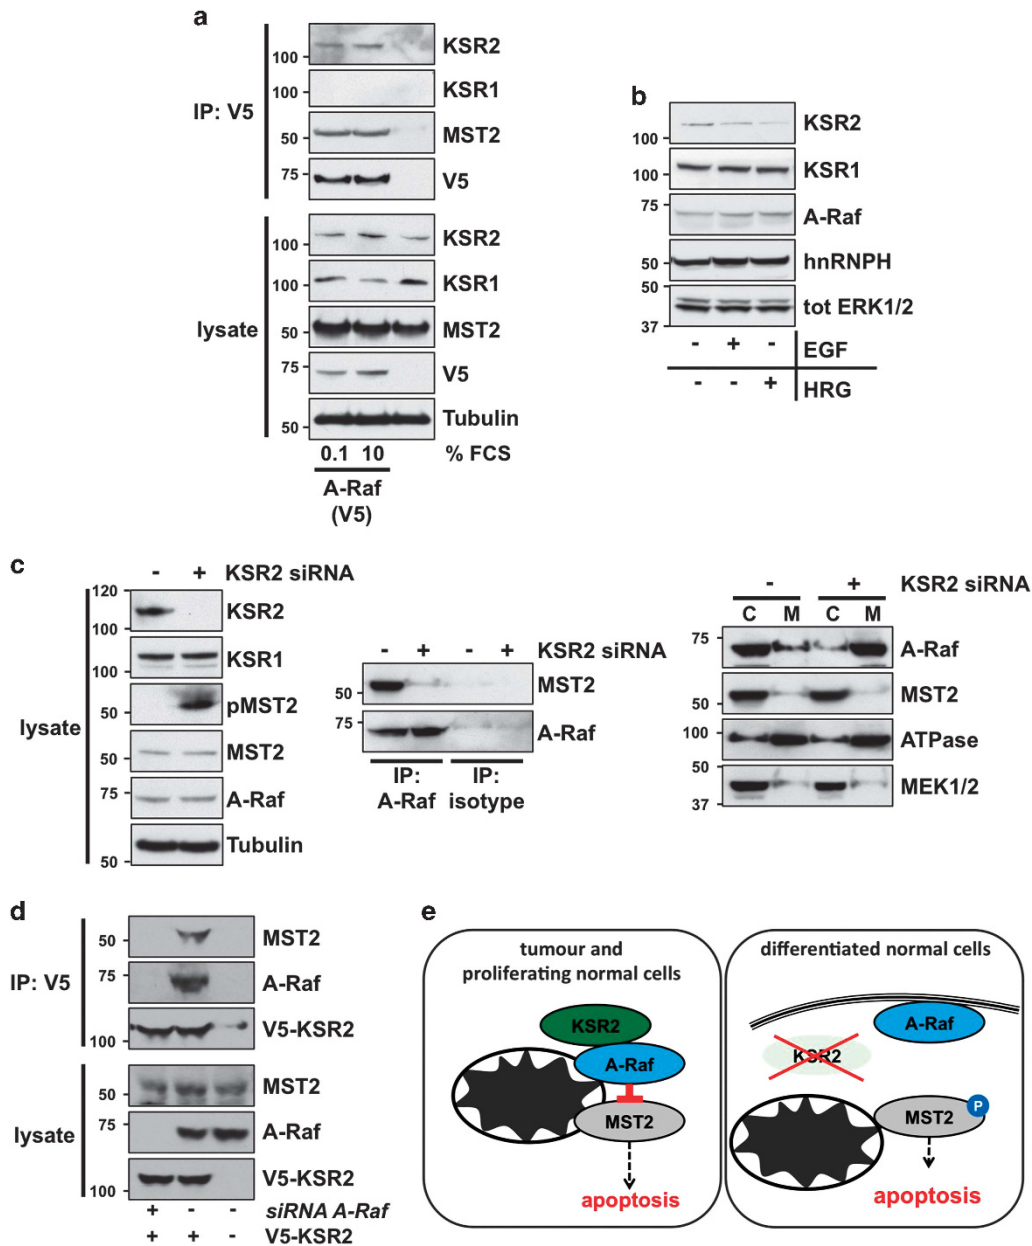 a
IP: V5
100 KSR2
100 KSR1
50 MST2
75 V5
lysate
100 KSR2
100 KSR1
50 MST2
75 V5
50 Tubulin
0.1 10 % FCS
A-Raf
(V5)
b
100 KSR2
100 KSR1
75 A-Raf
50 hnRNPH
50 tot ERK1/2
37
- + - EGF
- - + HRG
c
- + KSR2 siRNA
lysate
120 KSR2
100
100 KSR1
50 pMST2
50 MST2
75 A-Raf
50 Tubulin
- + - + KSR2 siRNA
50 MST2
75 A-Raf
IP: IP:
A-Raf isotype
- + KSR2 siRNA
C M C M
75 A-Raf
50 MST2
100 ATPase
50 MEK1/2
37
d
IP: V5
50 MST2
75 A-Raf
100 V5-KSR2
lysate
50 MST2
75 A-Raf
100 V5-KSR2
+ - - siRNA A-Raf
+ + - V5-KSR2
e
tumour and
proliferating normal cells
KSR2
A-Raf
MST2
apoptosis
differentiated normal cells
A-Raf
KSR2
MST2 P
apoptosis